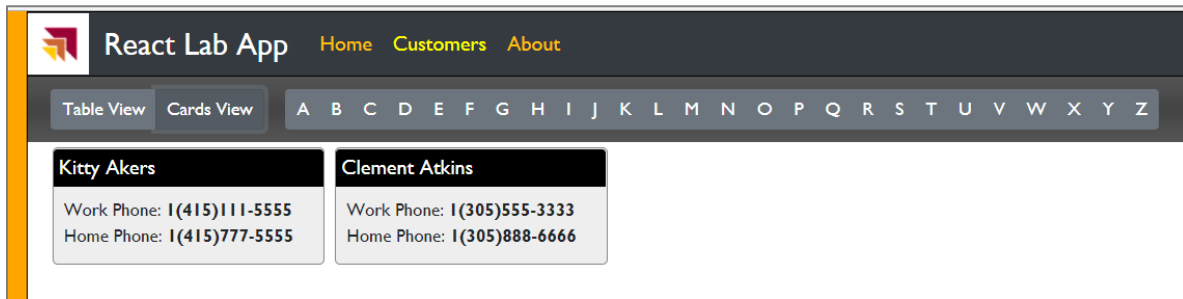 React Lab App Home Customers About
Table View Cards View A B C D E F G H I J K L M N O P Q R S T U V W X Y Z
Kitty Akers Clement Atkins
Work Phone: 1(415)111-5555 Work Phone: 1(305)555-3333
Home Phone: 1(415)777-5555 Home Phone: 1(305)888-6666